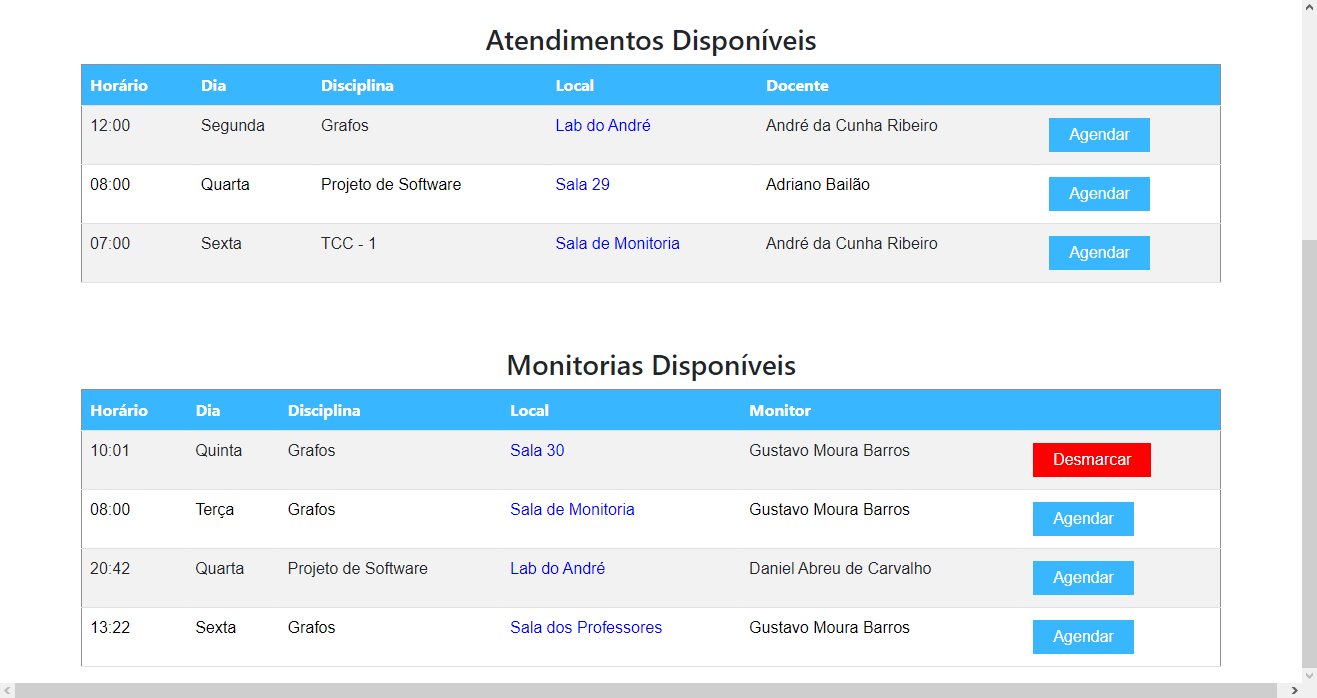 Atendimentos Disponíveis
Horário Dia Disciplina Local Docente
12:00 Segunda Grafos Lab do André André da Cunha Ribeiro Agendar
08:00 Quarta Projeto de Software Sala 29 Adriano Bailão Agendar
07:00 Sexta TCC - 1 Sala de Monitoria André da Cunha Ribeiro Agendar
Monitorias Disponíveis
Horário Dia Disciplina Local Monitor
10:01 Quinta Grafos Sala 30 Gustavo Moura Barros Desmarcar
08:00 Terça Grafos Sala de Monitoria Gustavo Moura Barros Agendar
20:42 Quarta Projeto de Software Lab do André Daniel Abreu de Carvalho Agendar
13:22 Sexta Grafos Sala dos Professores Gustavo Moura Barros Agendar